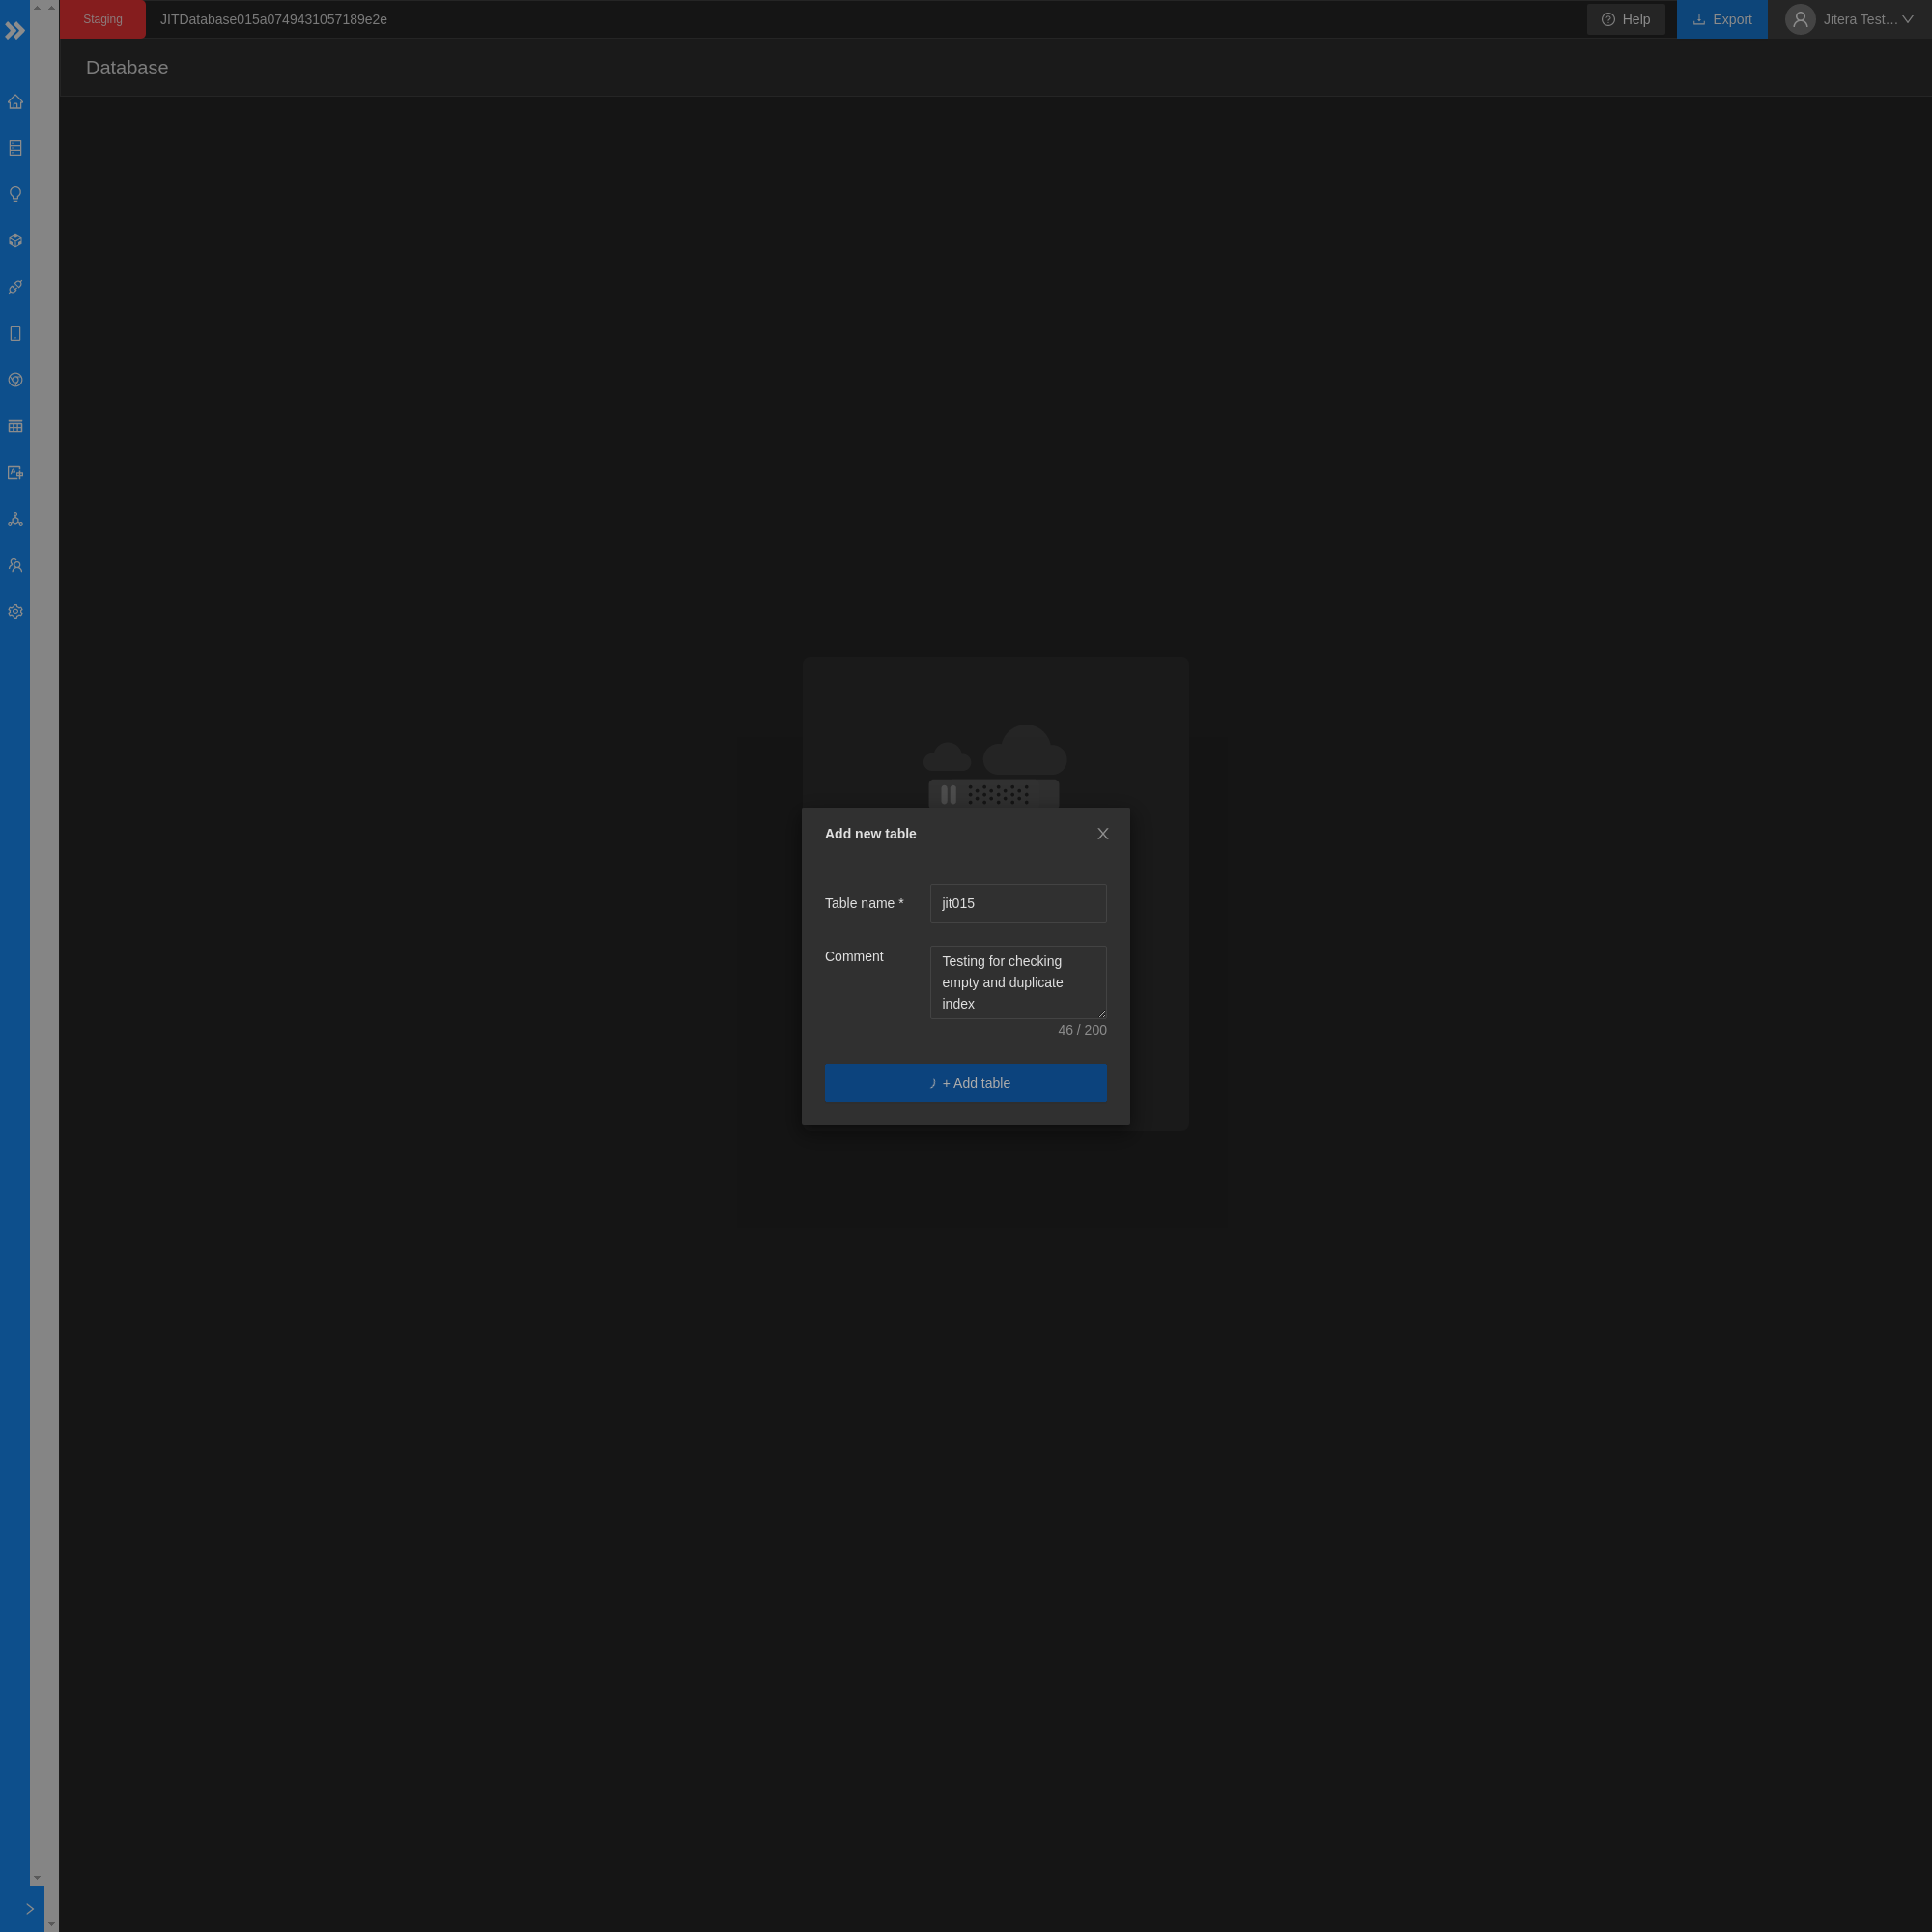 Staging
JITDatabase015a0749431057189e2e
Help
Export
Jitera Test...
Database
Add new table
Table name *
jit015
Comment
Testing for checking
empty and duplicate
index
46 / 200
+ Add table